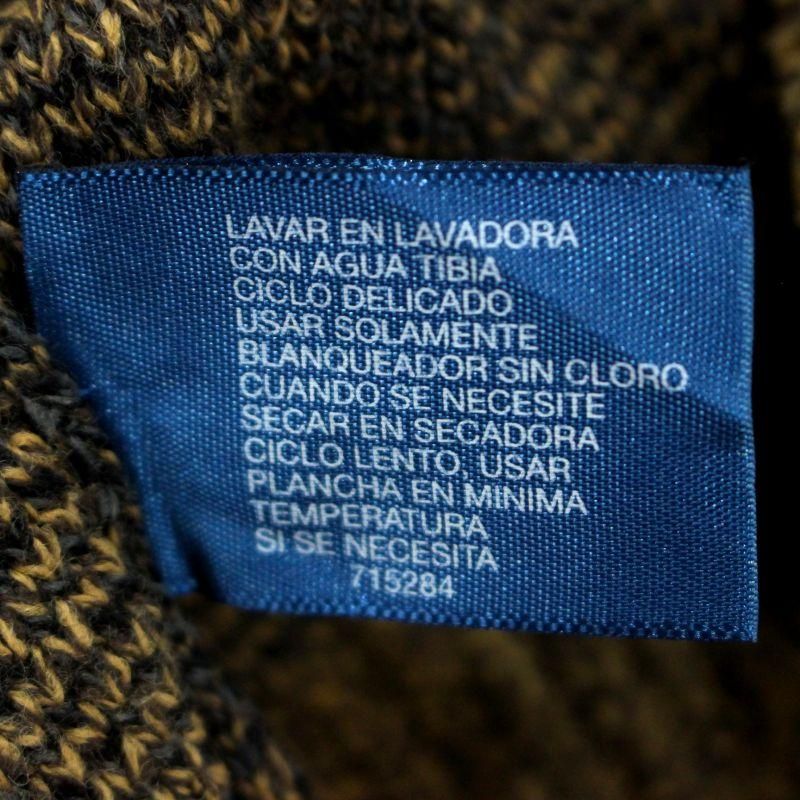 LAVAR EN LAVADORA
CON AGUA TIBIA
CICLO DELICADO
USAR SOLAMENTE
BLANQUEADOR SIN CLORO
CUANDO SE NECESITE
SECAR EN SECADORA
CICLO LENTO, USAR
PLANCHA EN MINIMA
TEMPERATURA
SI SE NECESITA
715284